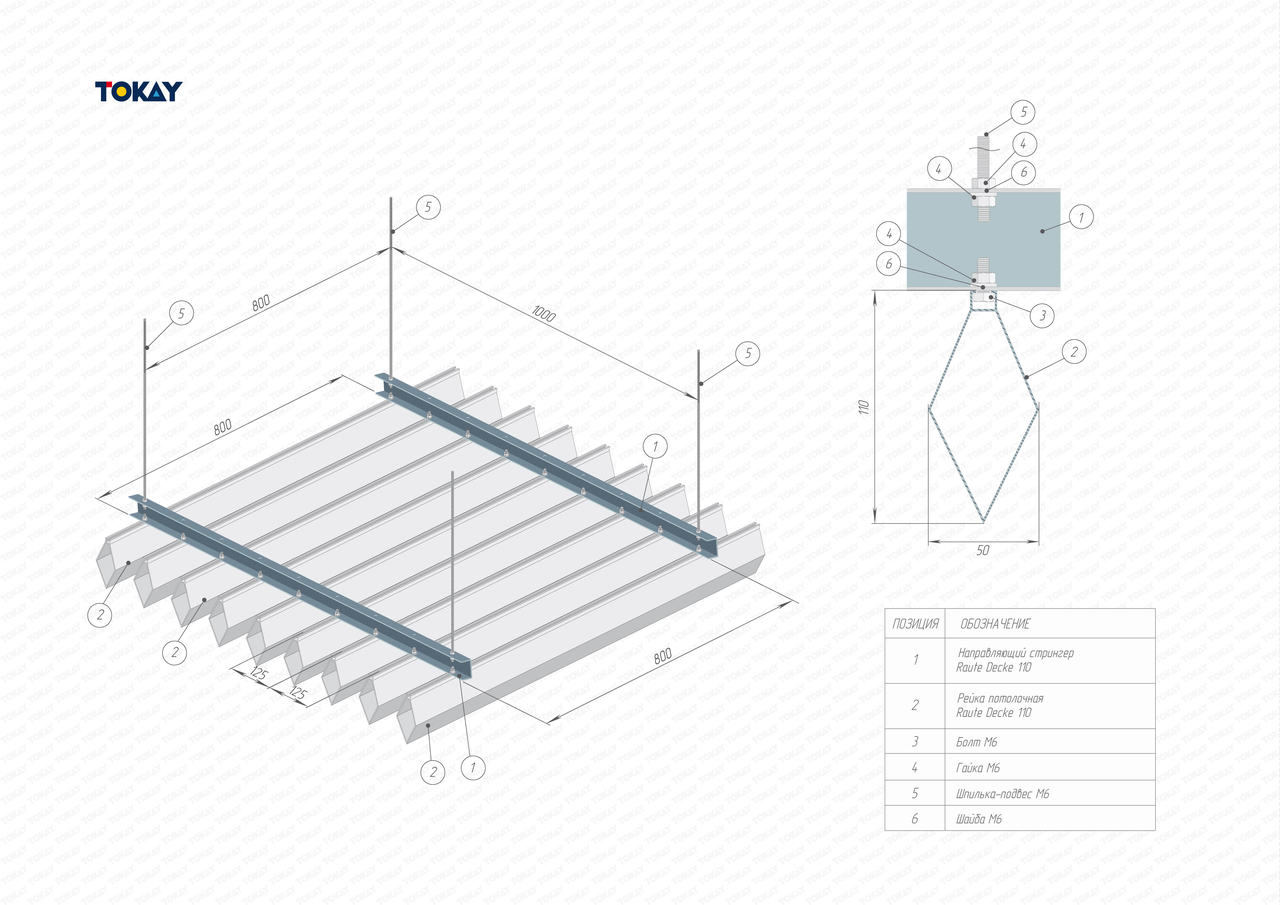 TOKAY
5
4
4
6
5
1
800
4
5
6
1000
3
5
2
800
1
110
50
2
ПОЗИЦИЯ ОБОЗНАЧЕНИЕ
2
1 Направляющий стрингер
Raute Decke 110
800
125
125
2 Рейка потолочная
Raute Decke 110
3 Болт М6
2
1
4 Гайка М6
5 Шпилька-подвес М6
6 Шайба М6